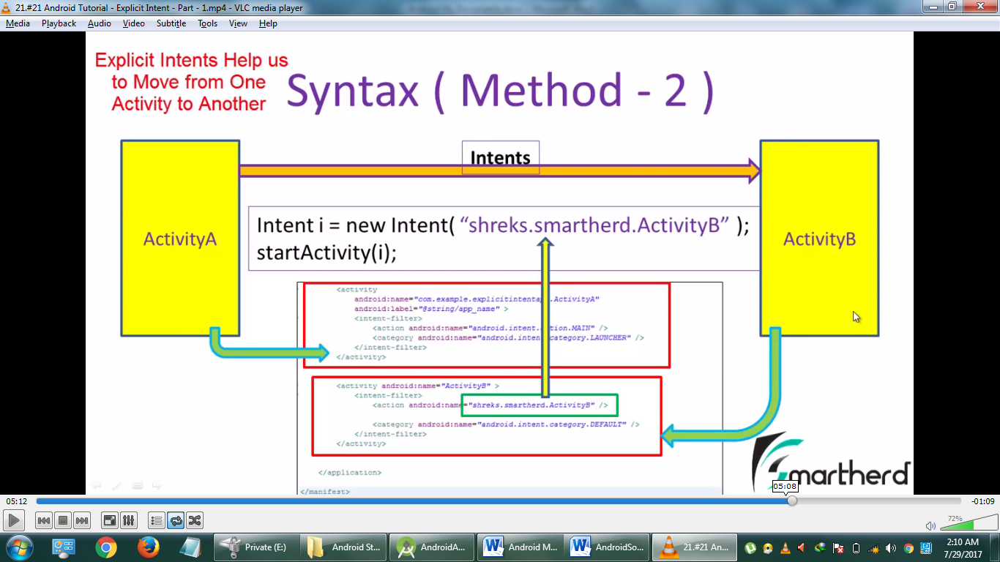 21.#21 Android Tutorial - Explicit Intent - Part - 1.mp4 - VLC media player
Media Playback Audio Video Subtitle Tools View Help
Explicit Intents Help us
to Move from One
Activity to Another
Syntax ( Method - 2 )
Intents
ActivityA
Intent i = new Intent( “shreks.smartherd.ActivityB” );
startActivity(i);
ActivityB
<activity
android:name="com.example.explicitintentap.ActivityA"
android:label="@string/app_name" >
<intent-filter>
<action android:name="android.intent.action.MAIN" />
<category android:name="android.intent.category.LAUNCHER" />
</intent-filter>
</activity>
<activity android:name="ActivityB" >
<intent-filter>
<action android:name="shreks.smartherd.ActivityB" />
<category android:name="android.intent.category.DEFAULT" />
</intent-filter>
</activity>
</application>
</manifest>
smartherd
05:08
05:12
-01:09
72%
Private (E:)
Android St...
AndroidA...
Android M...
AndroidSo...
21.#21 An...
2:10 AM
7/29/2017